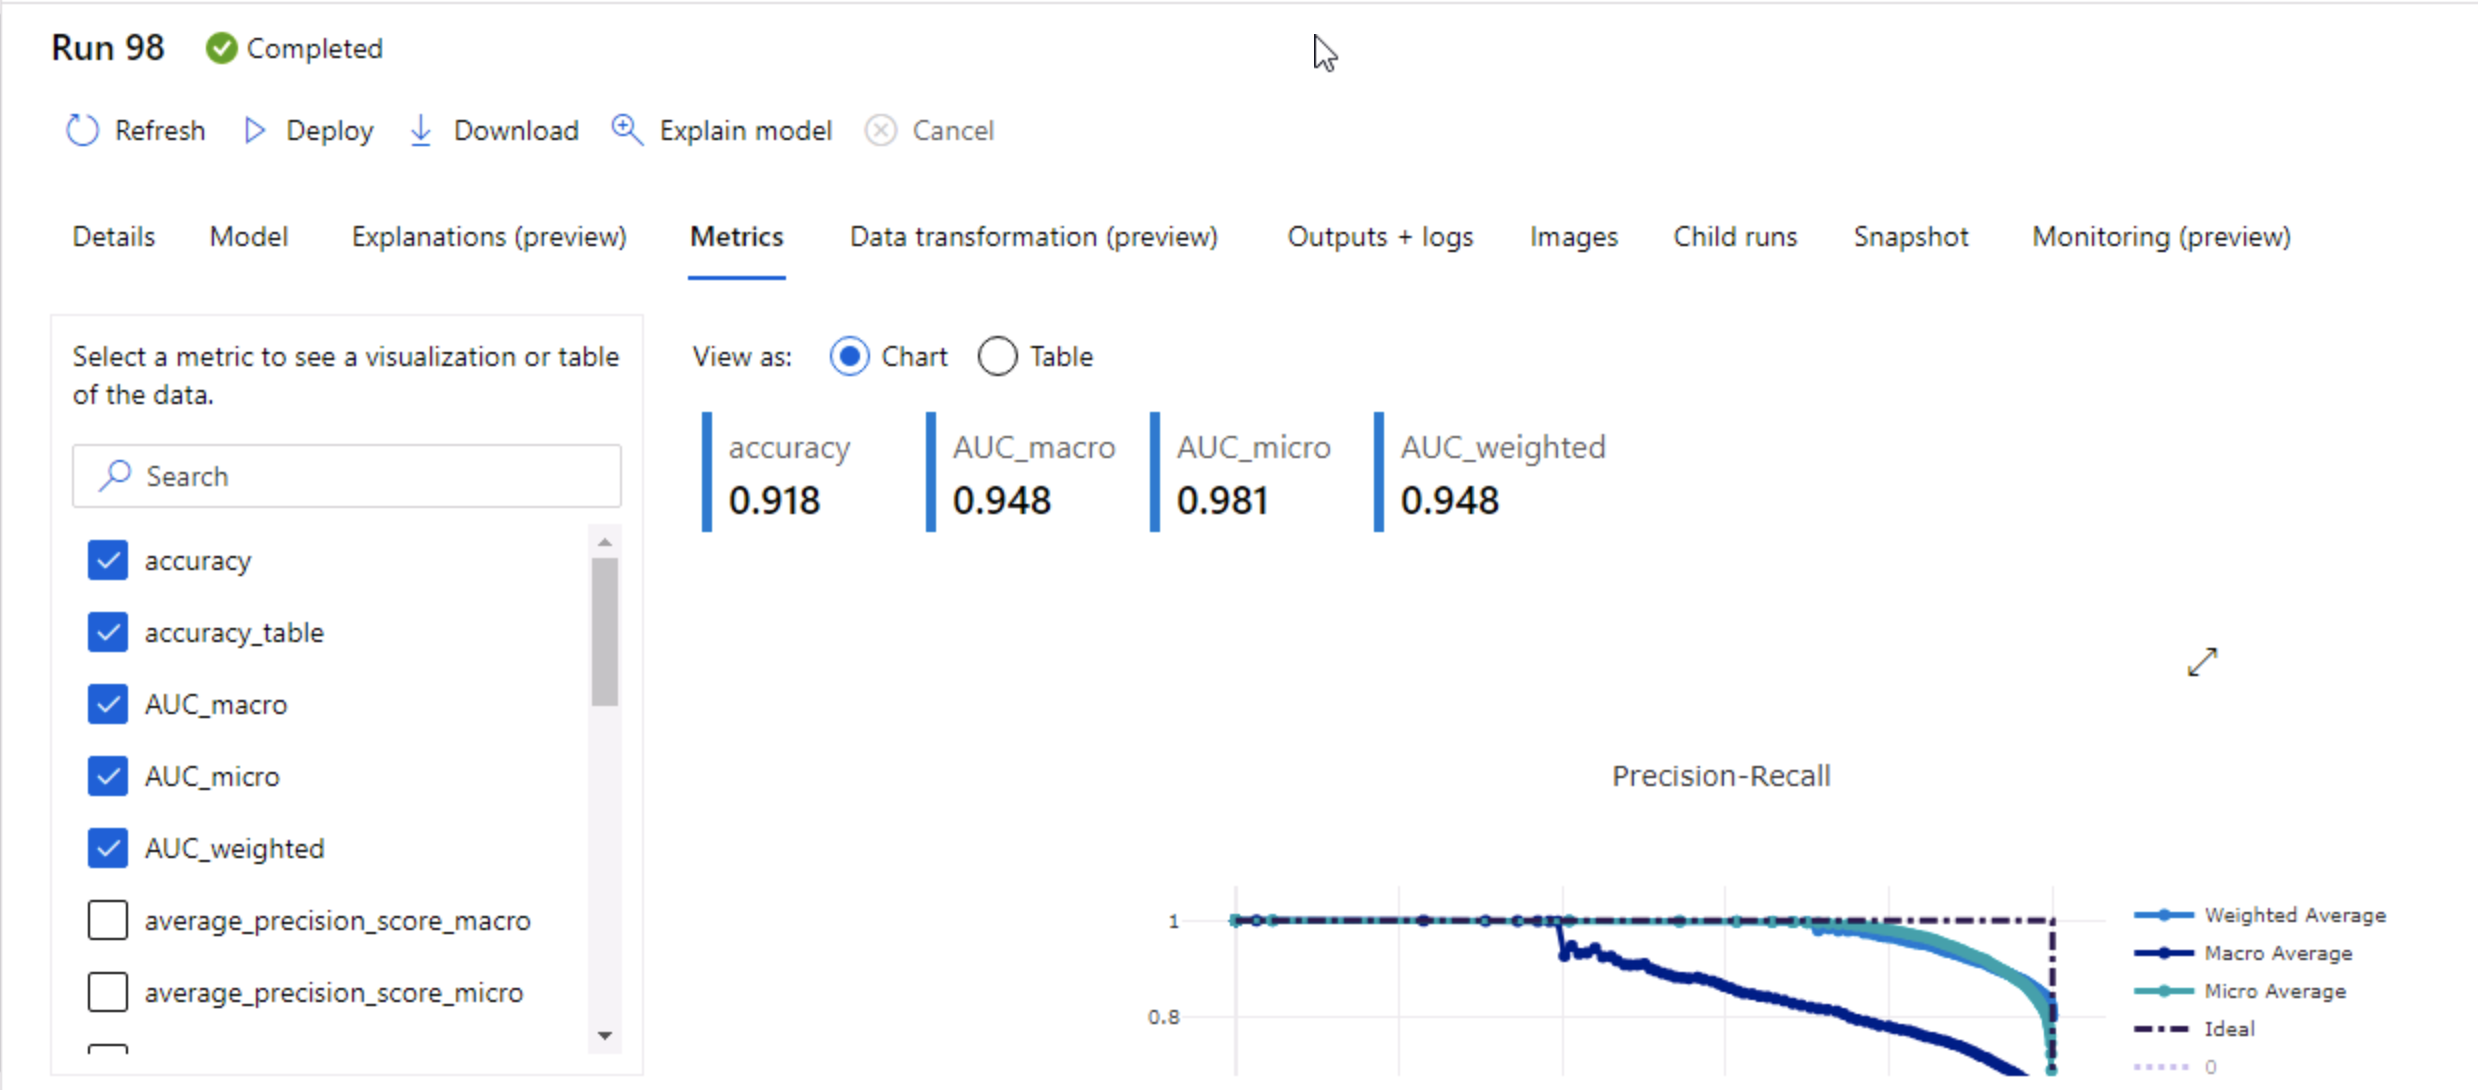 Run 98 Completed
Refresh Deploy Download Explain model Cancel
Details Model Explanations (preview) Metrics Data transformation (preview) Outputs + logs Images Child runs Snapshot Monitoring (preview)
Select a metric to see a visualization or table
of the data.
Search
accuracy
accuracy_table
AUC_macro
AUC_micro
AUC_weighted
average_precision_score_macro
average_precision_score_micro
View as: Chart Table
accuracy AUC_macro AUC_micro AUC_weighted
0.918 0.948 0.981 0.948
Precision-Recall
1
0.8
Weighted Average
Macro Average
Micro Average
Ideal
0